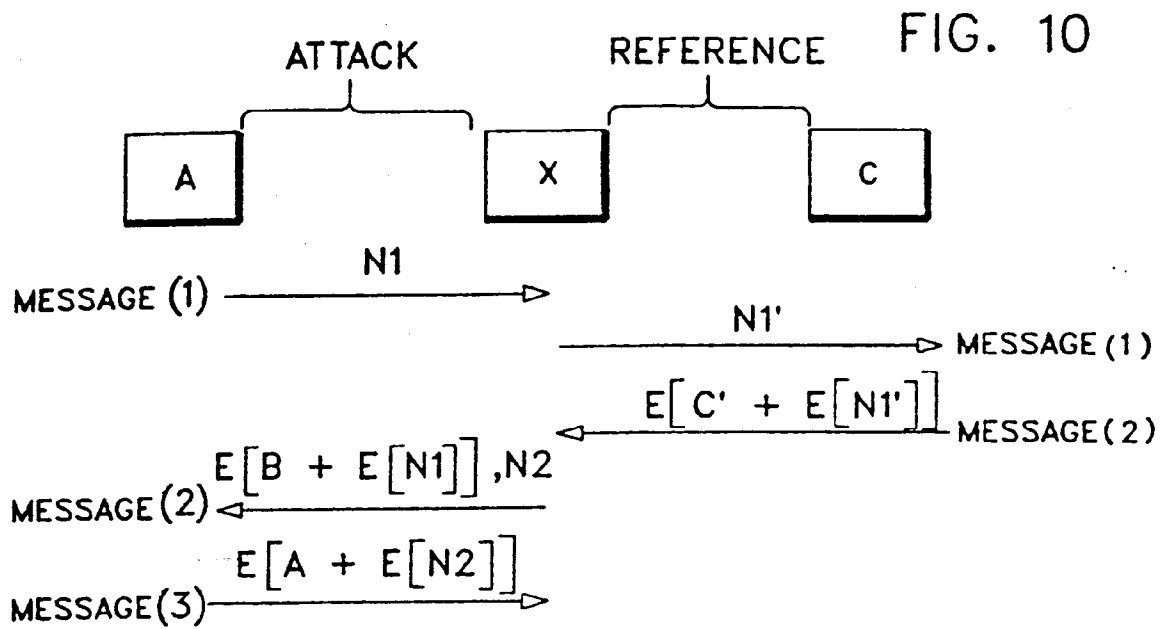 FIG. 10
ATTACK REFERENCE
A X C
N1
MESSAGE (1)
N1'
MESSAGE (1)
E[C' + E[N1']]
MESSAGE (2)
E[B + E[N1]],N2
MESSAGE (2)
E[A + E[N2]]
MESSAGE (3)